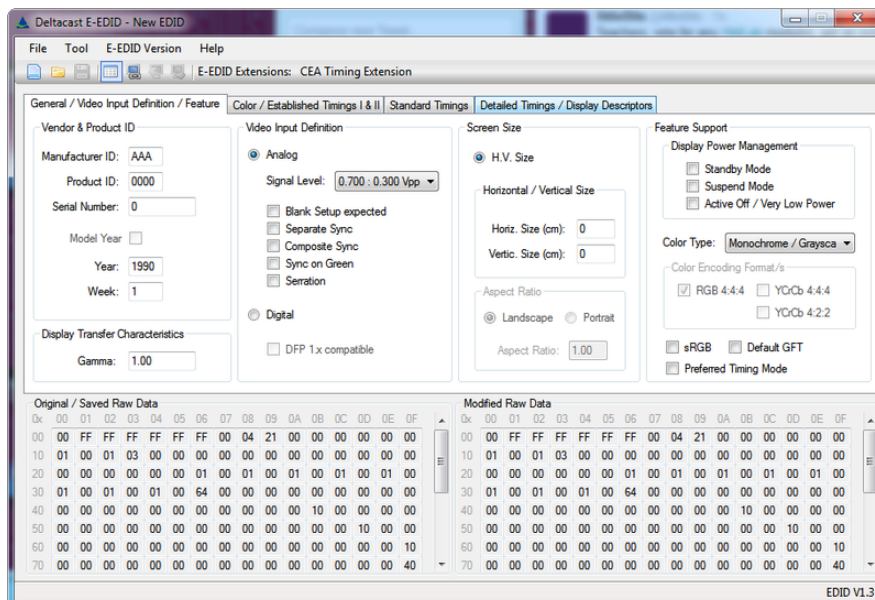 Deltacast E-EDID - New EDID
File Tool E-EDID Version Help
E-EDID Extensions: CEA Timing Extension
General / Video Input Definition / Feature Color / Established Timings I & II Standard Timings Detailed Timings / Display Descriptors
Vendor & Product ID
Manufacturer ID: AAA
Product ID: 0000
Serial Number: 0
Model Year
Year: 1990
Week: 1
Display Transfer Characteristics
Gamma: 1.00
Video Input Definition
Analog
Signal Level: 0.700 : 0.300 Vpp
Blank Setup expected
Separate Sync
Composite Sync
Sync on Green
Serration
Digital
DFP 1.x compatible
Screen Size
H.V. Size
Horizontal / Vertical Size
Horiz. Size (cm): 0
Vertic. Size (cm): 0
Aspect Ratio
Landscape Portrait
Aspect Ratio: 1.00
Feature Support
Display Power Management
Standby Mode
Suspend Mode
Active Off / Very Low Power
Color Type: Monochrome / Graysca
Color Encoding Format/s
RGB 4:4:4 YCrCb 4:4:4
YCrCb 4:2:2
sRGB Default GFT
Preferred Timing Mode
Original / Saved Raw Data
0x 00 01 02 03 04 05 06 07 08 09 0A 0B 0C 0D 0E 0F
00 00 FF FF FF FF FF FF 00 04 21 00 00 00 00 00 00
10 01 00 01 03 00 00 00 00 00 00 00 00 00 00 00 00
20 00 00 00 00 00 00 01 00 01 00 01 00 01 00 01 00
30 01 00 01 00 01 00 64 00 00 00 00 00 00 00 00 00
40 00 00 00 00 00 00 00 00 00 00 00 10 00 00 00 00
50 00 00 00 00 00 00 00 00 00 00 00 00 00 10 00 00
60 00 00 00 00 00 00 00 00 00 00 00 00 00 00 00 10
70 00 00 00 00 00 00 00 00 00 00 00 00 00 00 00 40
Modified Raw Data
0x 00 01 02 03 04 05 06 07 08 09 0A 0B 0C 0D 0E 0F
00 00 FF FF FF FF FF FF 00 04 21 00 00 00 00 00 00
10 01 00 01 03 00 00 00 00 00 00 00 00 00 00 00 00
20 00 00 00 00 00 00 01 00 01 00 01 00 01 00 01 00
30 01 00 01 00 01 00 64 00 00 00 00 00 00 00 00 00
40 00 00 00 00 00 00 00 00 00 00 00 10 00 00 00 00
50 00 00 00 00 00 00 00 00 00 00 00 00 00 10 00 00
60 00 00 00 00 00 00 00 00 00 00 00 00 00 00 00 10
70 00 00 00 00 00 00 00 00 00 00 00 00 00 00 00 40
EDID V1.3